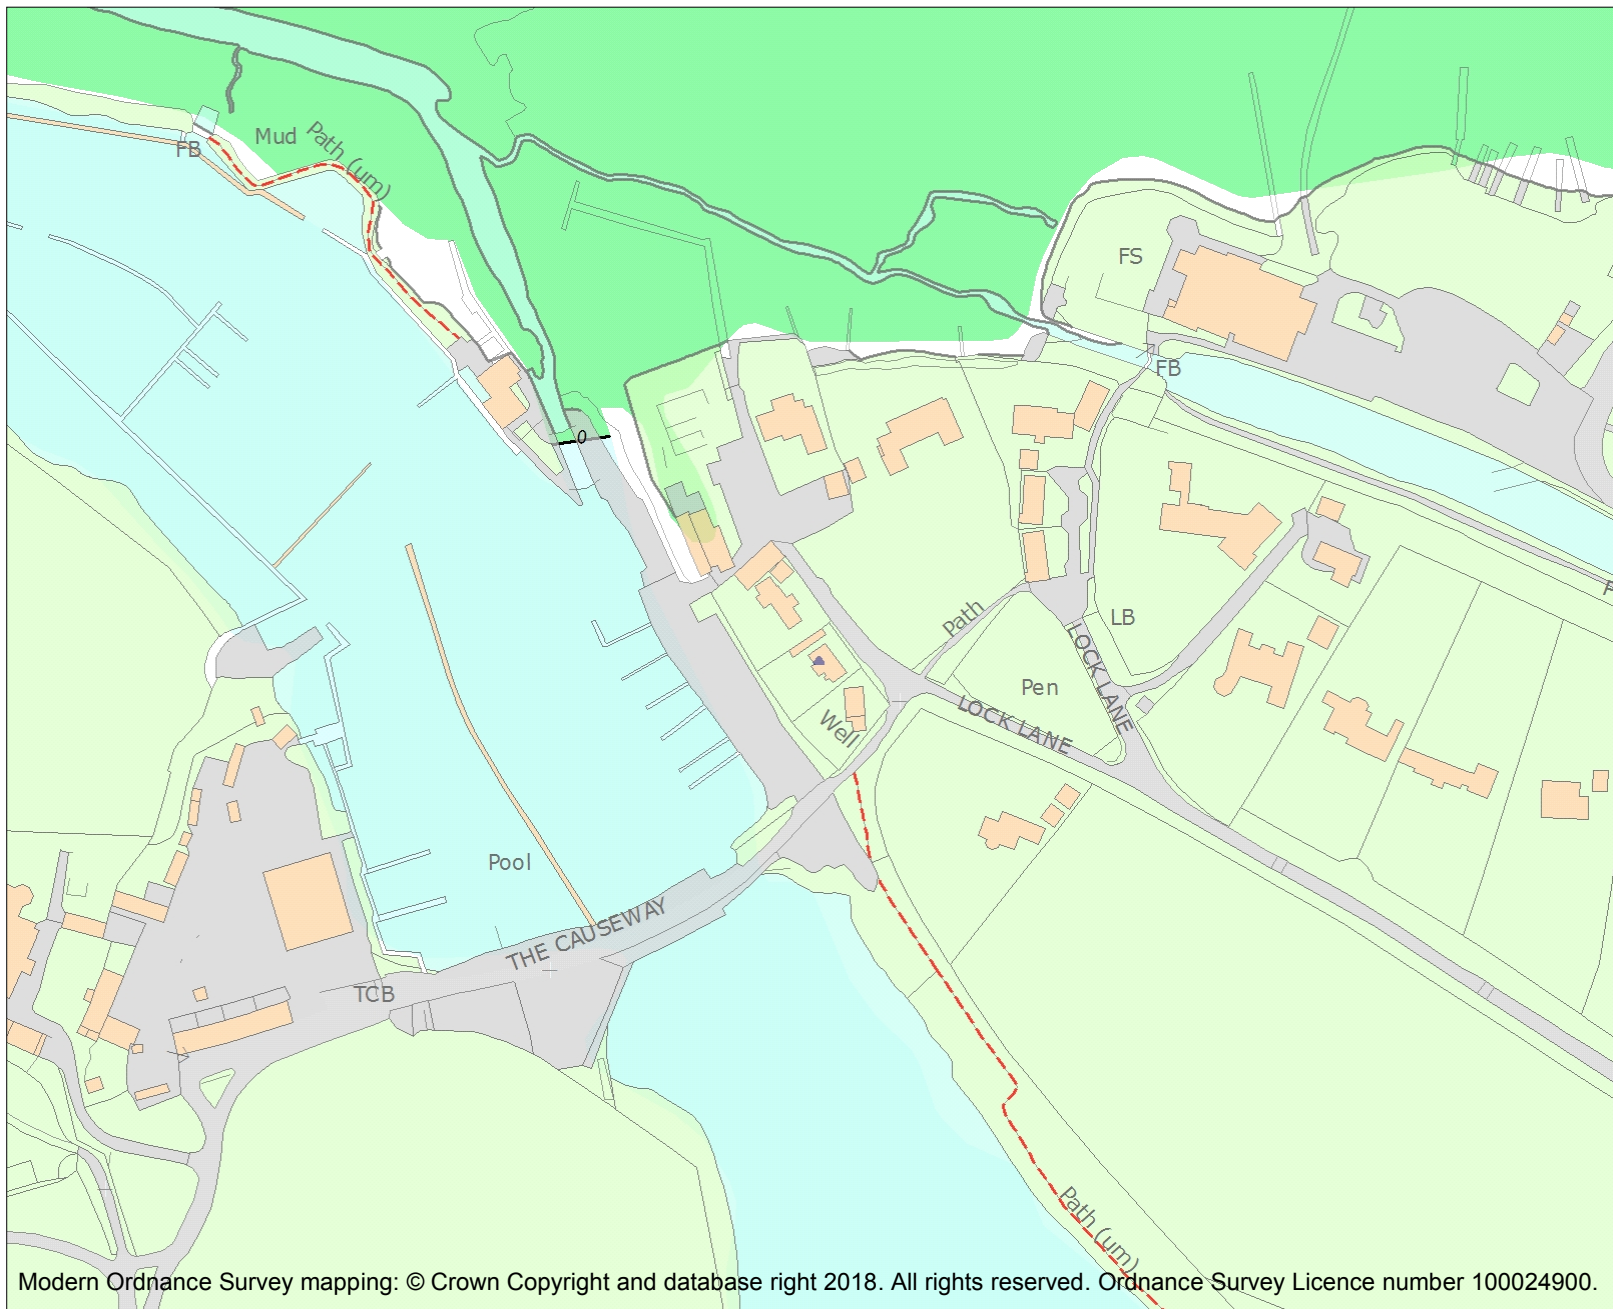 Mud
Path (um)
FB
FS
FB
0
Path
LB
LOCK LANE
Pen
LOCK LANE
Well
Pool
THE CAUSEWAY
TCB
Path (um)
Modern Ordnance Survey mapping: © Crown Copyright and database right 2018. All rights reserved. Ordnance Survey Licence number 100024900.